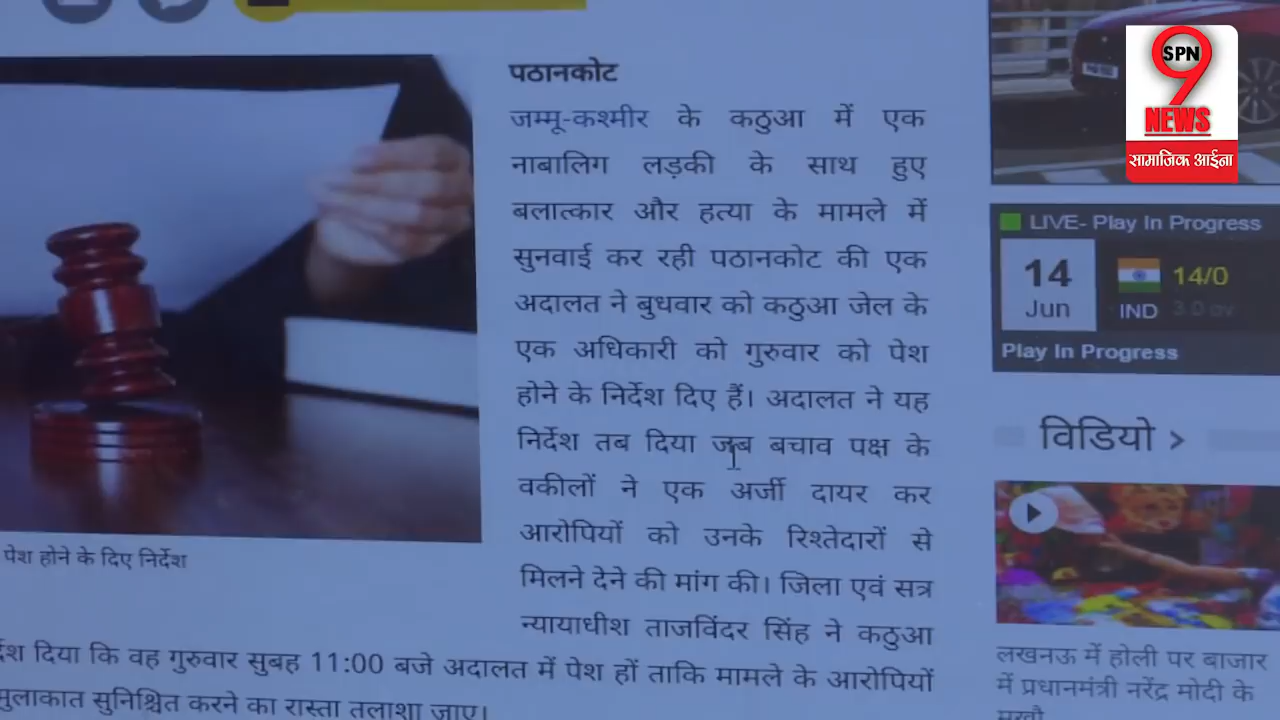 पठानकोट
जम्मू-कश्मीर के कठुआ में एक
नाबालिग लड़की के साथ हुए
बलात्कार और हत्या के मामले में
सुनवाई कर रही पठानकोट की एक
अदालत ने बुधवार को कठुआ जेल के
एक अधिकारी को गुरुवार को पेश
होने के निर्देश दिए हैं। अदालत ने यह
निर्देश तब दिया जब बचाव पक्ष के
वकीलों ने एक अर्जी दायर कर
आरोपियों को उनके रिश्तेदारों से
मिलने देने की मांग की। जिला एवं सत्र
न्यायाधीश ताजविंदर सिंह ने कठुआ
दिया कि वह गुरुवार सुबह 11:00 बजे अदालत में पेश हों ताकि मामले के आरोपियों
मुलाकात सुनिश्चित करने का रास्ता तलाशा जाए।
पेश होने के दिए निर्देश
SPN
9
NEWS
सामाजिक आईना
LIVE- Play In Progress
14
Jun
IND
14/0
3.0 ov
Play In Progress
विडियो >
लखनऊ में होली पर बाजार
में प्रधानमंत्री नरेंद्र मोदी के